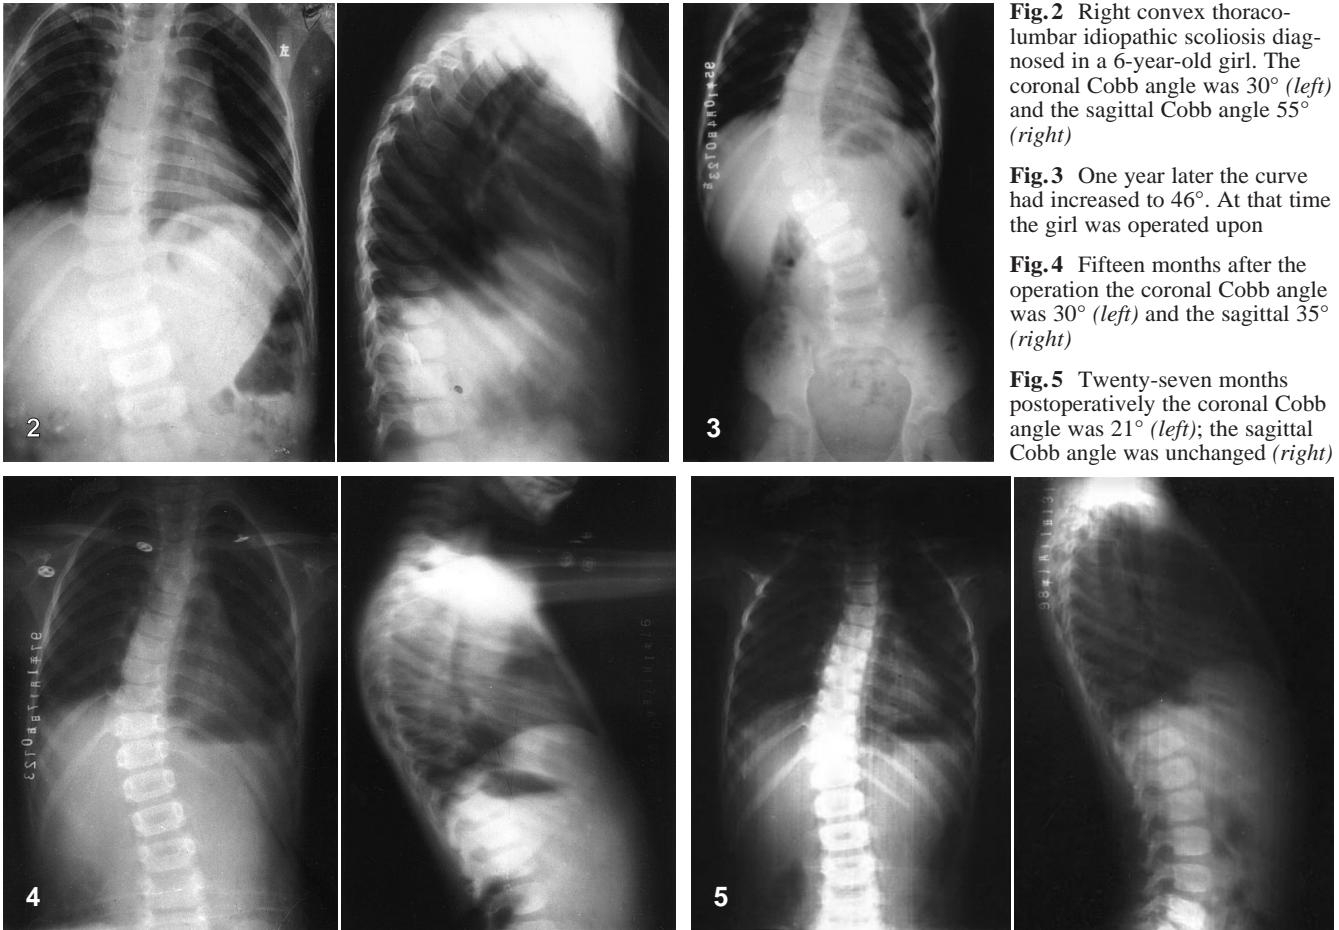 左
2
3
Fig. 2 Right convex thoraco-
lumbar idiopathic scoliosis diag-
nosed in a 6-year-old girl. The
coronal Cobb angle was 30° (left)
and the sagittal Cobb angle 55°
(right)
Fig. 3 One year later the curve
had increased to 46°. At that time
the girl was operated upon
Fig. 4 Fifteen months after the
operation the coronal Cobb angle
was 30° (left) and the sagittal 35°
(right)
Fig. 5 Twenty-seven months
postoperatively the coronal Cobb
angle was 21° (left); the sagittal
Cobb angle was unchanged (right)
4
5